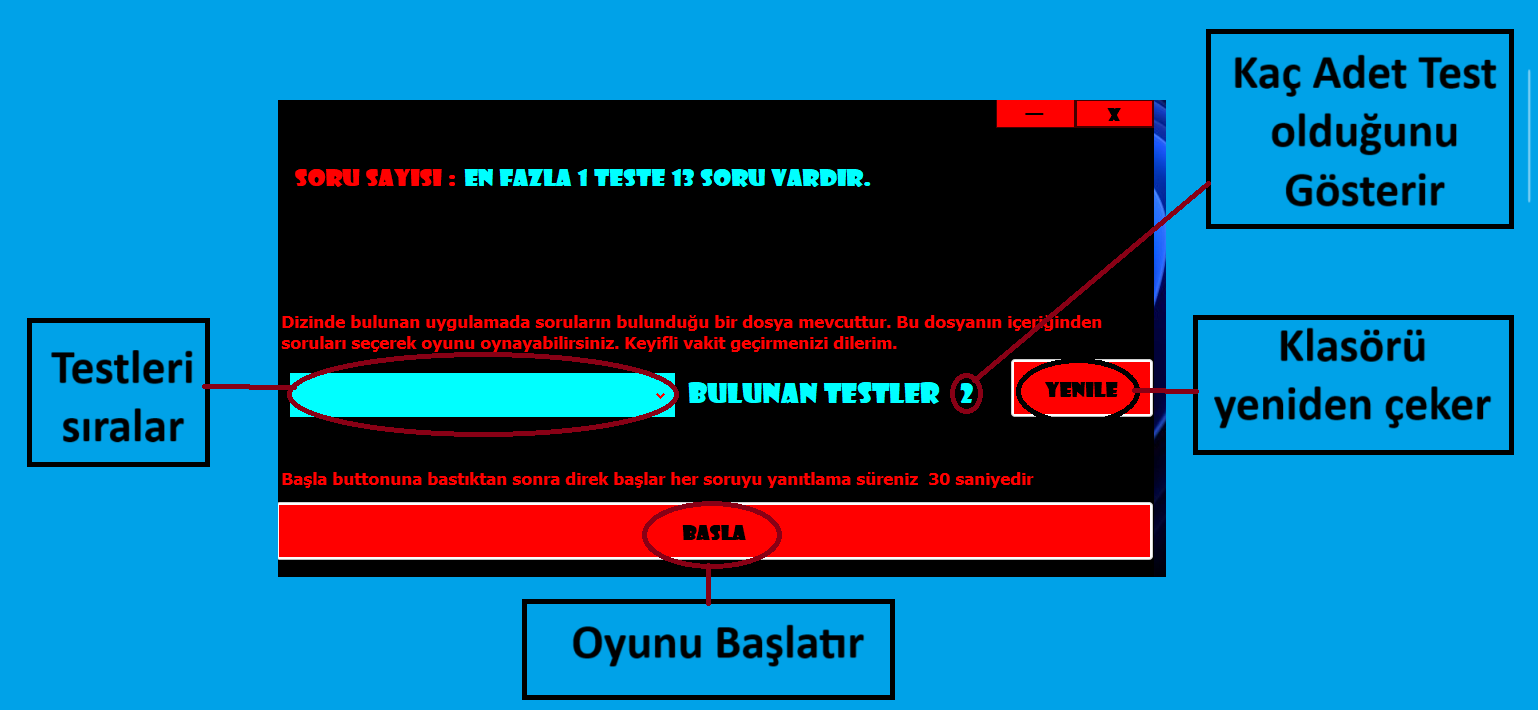 Kaç Adet Test
olduğunu
Gösterir
— X
SORU SAYISI : EN FAZLA 1 TESTE 13 SORU VARDIR.
Dizinde bulunan uygulamada soruların bulunduğu bir dosya mevcuttur. Bu dosyanın içeriğinden
soruları seçerek oyunu oynayabilirsiniz. Keyifli vakit geçirmenizi dilerim.
Testleri
sıralar
BULUNAN TESTLER 2
YENILE
Klasörü
yeniden çeker
Başla buttonuna bastıktan sonra direk başlar her soruyu yanıtlama süreniz  30 saniyedir
BASLA
Oyunu Başlatır